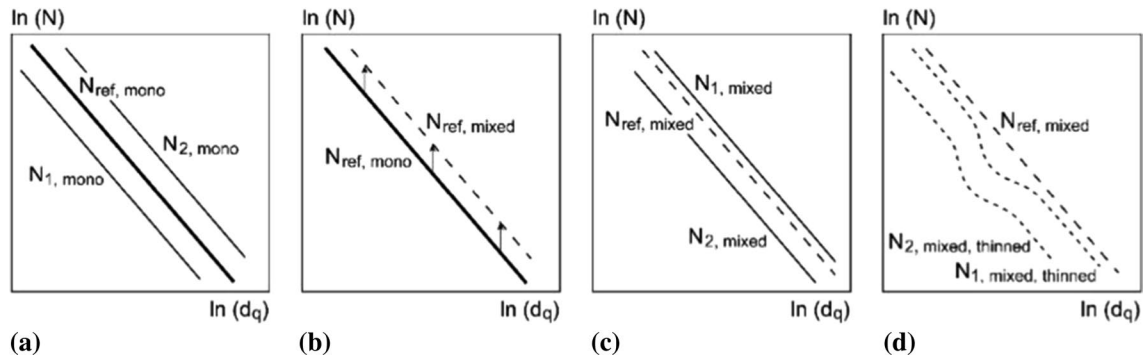 ln (N)
N_ref, mono
N_2, mono
N_1, mono
ln (d_q)
(a)
ln (N)
N_ref, mixed
N_ref, mono
ln (d_q)
(b)
ln (N)
N_1, mixed
N_ref, mixed
N_2, mixed
ln (d_q)
(c)
ln (N)
N_ref, mixed
N_2, mixed, thinned
N_1, mixed, thinned
ln (d_q)
(d)